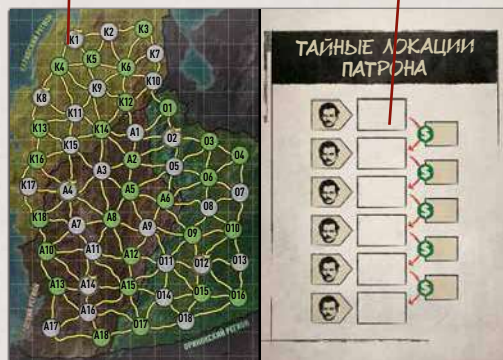 K1
K2
K3
K4
K5
K6
K7
K8
K9
K10
K11
K12
K13
K14
K15
K16
K17
K18
A1
A2
A3
A4
A5
A6
A7
A8
A9
A10
A11
A12
A13
A14
A15
A16
A17
A18
O1
O2
O3
O4
O5
O6
O7
O8
O9
O10
O11
O12
O13
O14
O15
O16
O17
O18
ОРИНОКСКИЙ РЕГИОН
ТАЙНЫЕ ЛОКАЦИИ
ПАТРОНА
$
$
$
$
$